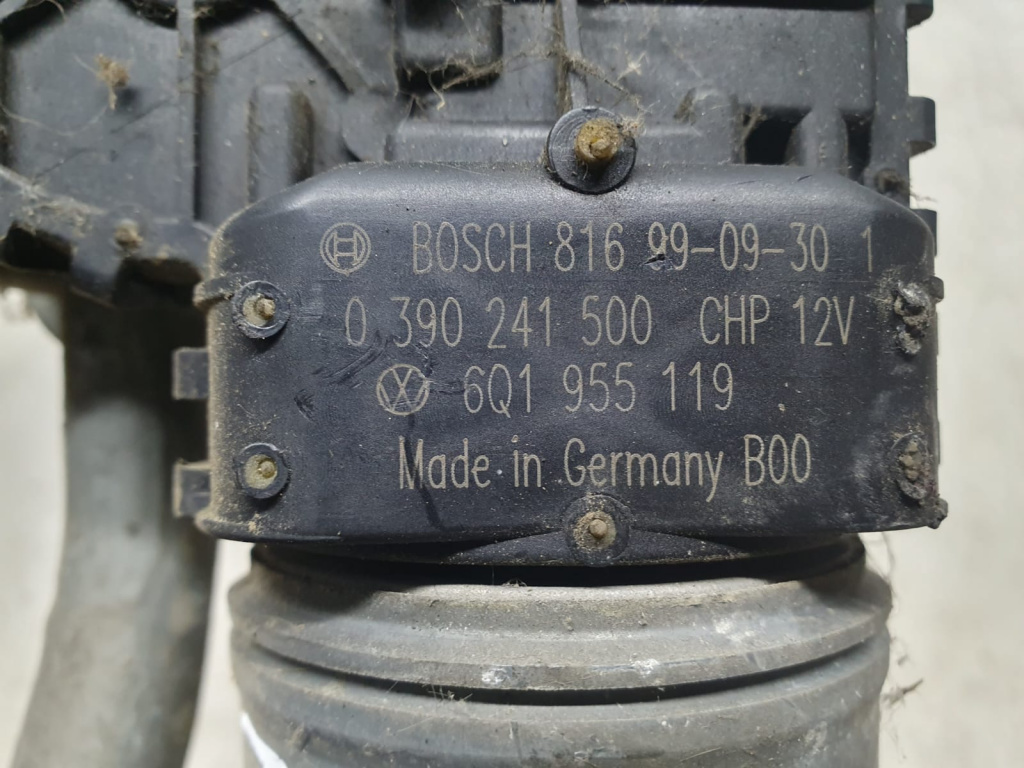 BOSCH 816 99-09-30 1
0 390 241 500 CHP 12V
6Q1 955 119
Made in Germany B00